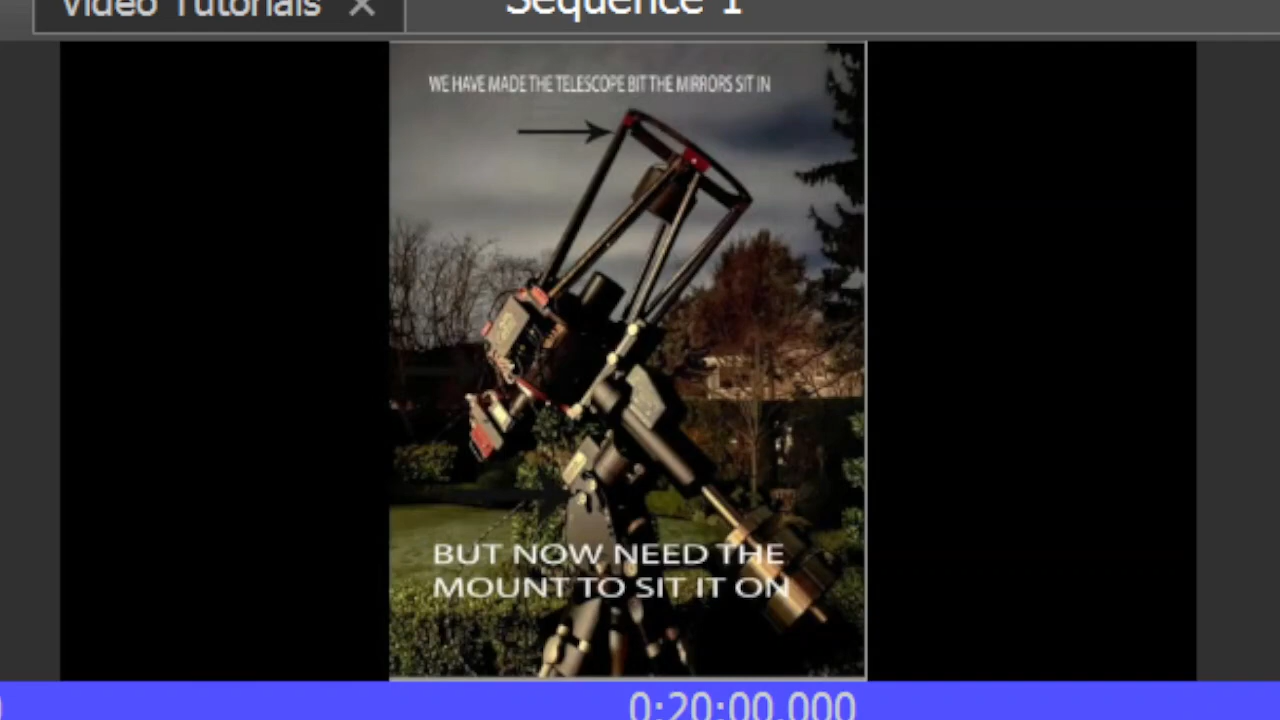 Video Tutorials ×
Sequence 1
WE HAVE MADE THE TELESCOPE BIT THE MIRRORS SIT IN
BUT NOW NEED THE
MOUNT TO SIT IT ON
0:20:00.000